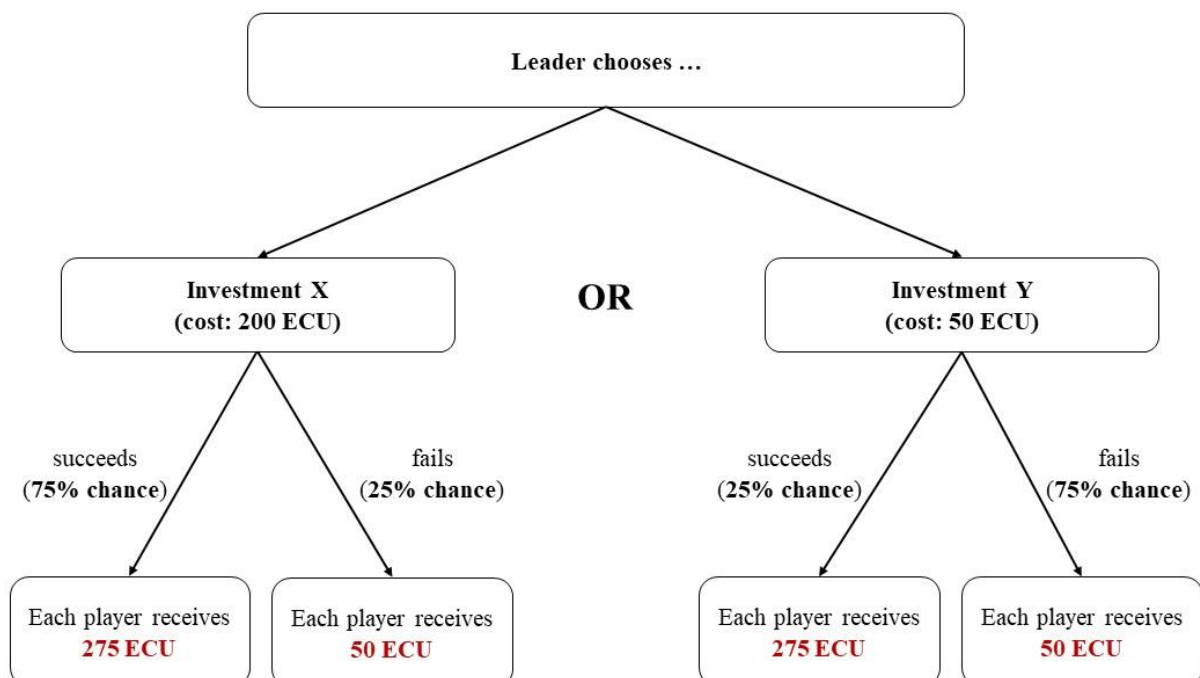 Leader chooses …
Investment X
(cost: 200 ECU)
OR
Investment Y
(cost: 50 ECU)
succeeds
(75% chance)
fails
(25% chance)
succeeds
(25% chance)
fails
(75% chance)
Each player receives
275 ECU
Each player receives
50 ECU
Each player receives
275 ECU
Each player receives
50 ECU